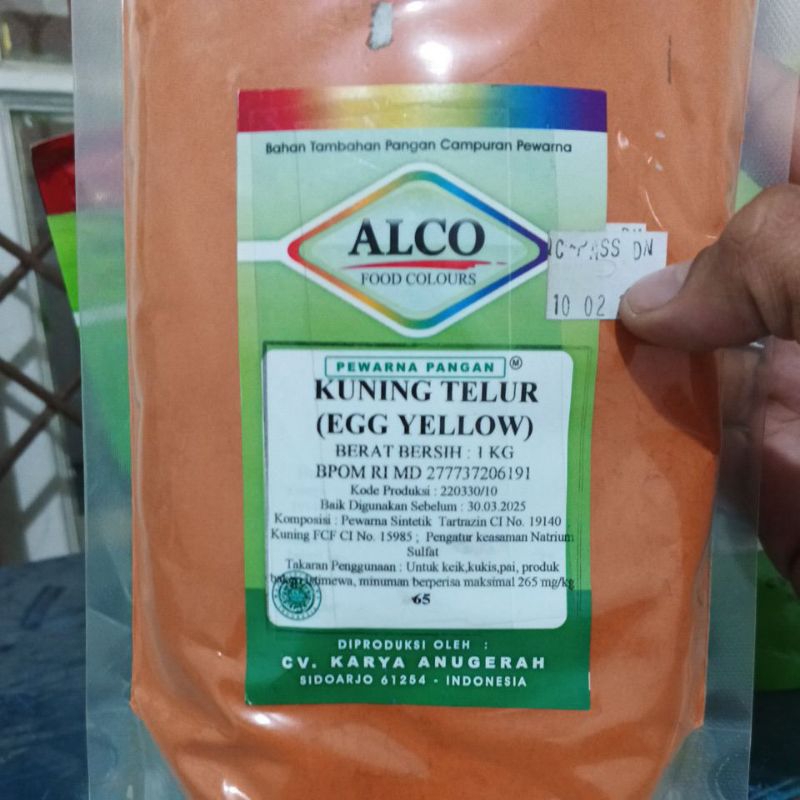 Bahan Tambahan Pangan Campuran Pewarna
ALCO
FOOD COLOURS
PASS DN
10 02
PEWARNA PANGAN M
KUNING TELUR
(EGG YELLOW)
BERAT BERSIH : 1 KG
BPOM RI MD 277737206191
Kode Produksi : 220330/10
Baik Digunakan Sebelum : 30.03.2025
Komposisi : Pewarna Sintetik Tartrazin CI No. 19140
Kuning FCF CI No. 15985 ; Pengatur keasaman Natrium
Sulfat
Takaran Penggunaan : Untuk keik,kukis,pai, produk
istimewa, minuman berperisa maksimal 265 mg/kg
65
DIPRODUKSI OLEH :
CV. KARYA ANUGERAH
SIDOARJO 61254 - INDONESIA